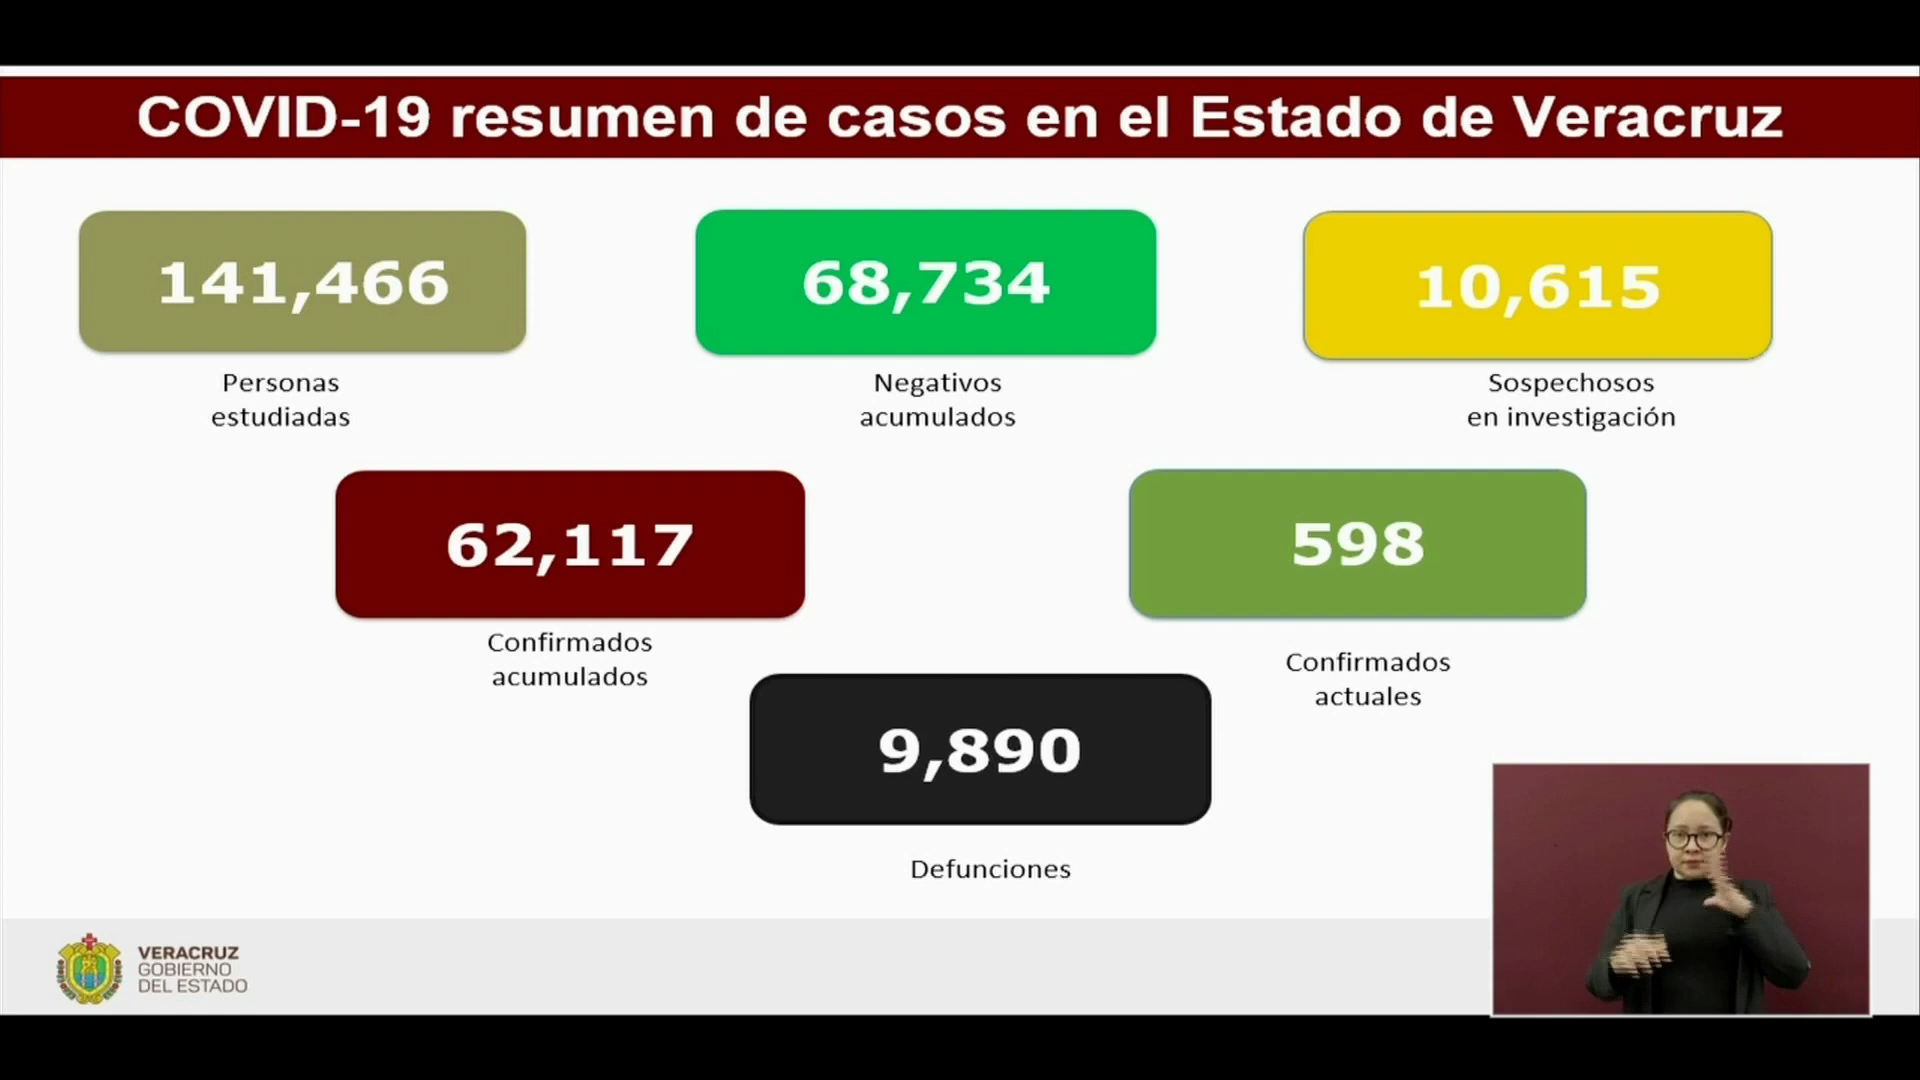 COVID-19 resumen de casos en el Estado de Veracruz
141,466
Personas
estudiadas
68,734
Negativos
acumulados
10,615
Sospechosos
en investigación
62,117
Confirmados
acumulados
598
Confirmados
actuales
9,890
Defunciones
VERACRUZ
GOBIERNO
DEL ESTADO